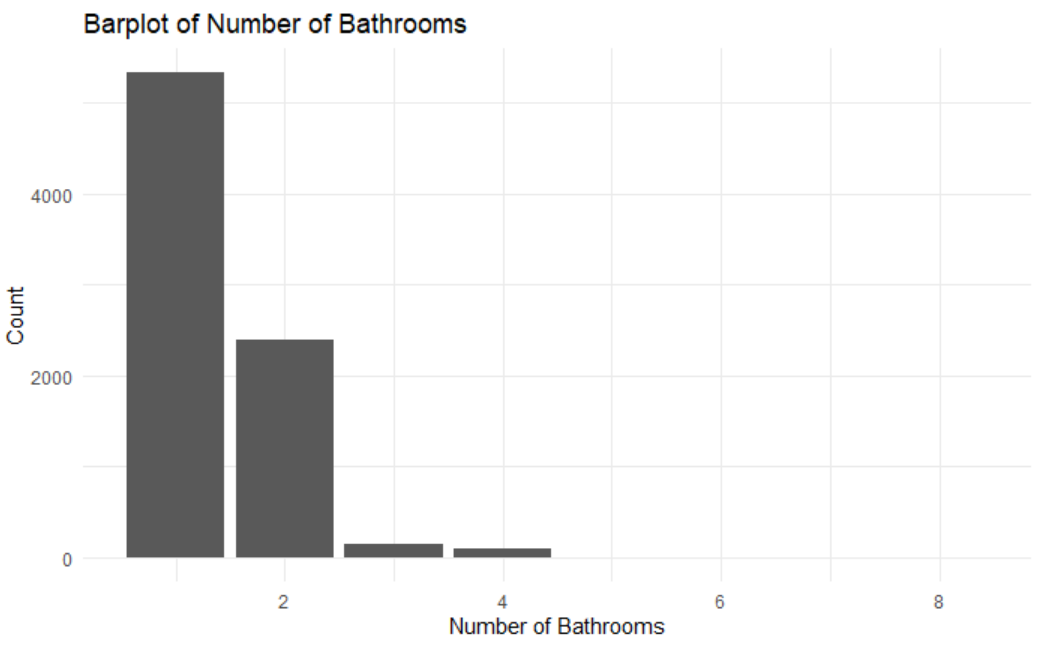 Barplot of Number of Bathrooms
4000
2000
0
Count
2 4 6 8
Number of Bathrooms